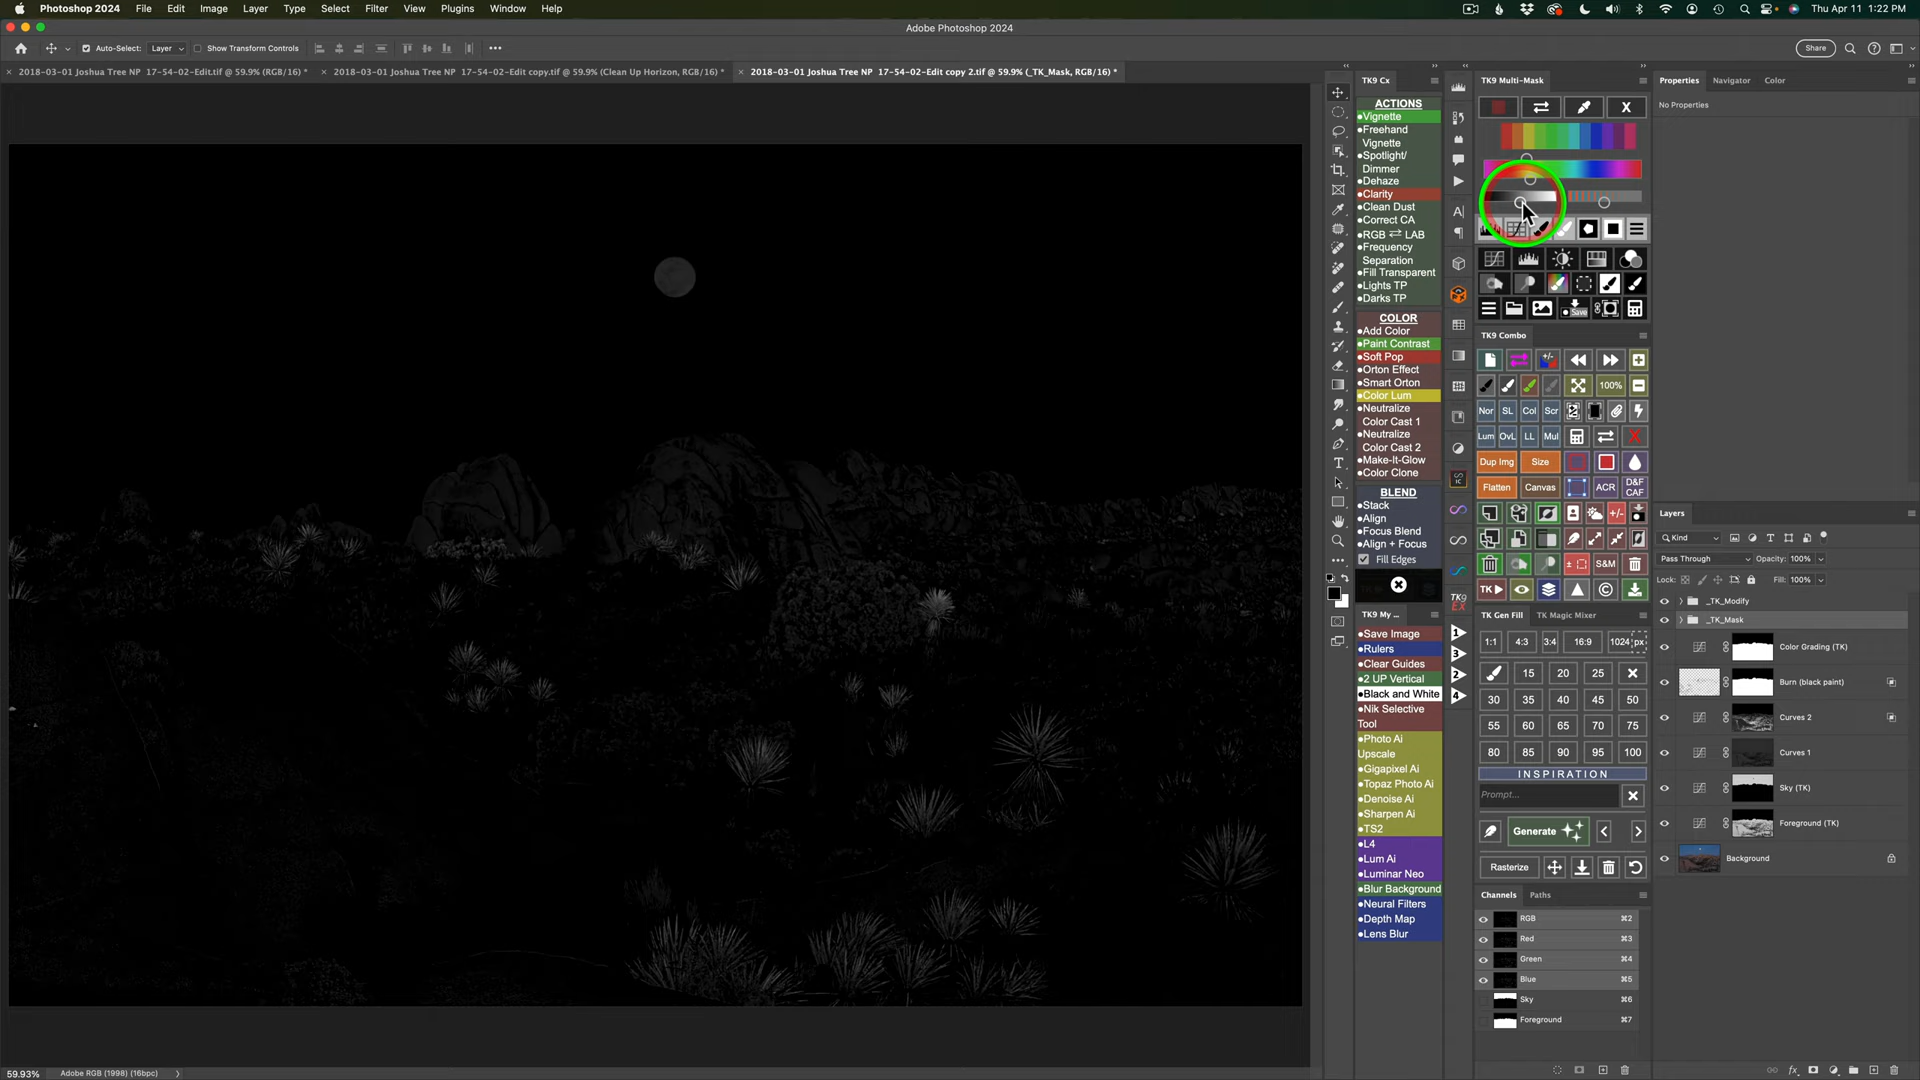 Photoshop 2024 File Edit Image Layer Type Select Filter View Plugins Window Help
Thu Apr 11 1:22 PM
Adobe Photoshop 2024
Auto-Select: Layer Show Transform Controls
Share
2018-03-01 Joshua Tree NP 17-54-02-Edit.tif @ 59.9% (RGB/16) *
2018-03-01 Joshua Tree NP 17-54-02-Edit copy.tif @ 59.9% (Clean Up Horizon, RGB/16) *
2018-03-01 Joshua Tree NP 17-54-02-Edit copy 2.tif @ 59.9% (_TK_Mask, RGB/16) *
TK9 Cx
ACTIONS
•Vignette
•Freehand
Vignette
•Spotlight/
Dimmer
•Dehaze
•Clarity
•Clean Dust
•Correct CA
•RGB ⇄ LAB
•Frequency
Separation
•Fill Transparent
•Lights TP
•Darks TP
COLOR
•Add Color
•Paint Contrast
•Soft Pop
•Orton Effect
•Smart Orton
•Color Lum
•Neutralize
Color Cast 1
•Neutralize
Color Cast 2
•Make-It-Glow
•Color Clone
BLEND
•Stack
•Align
•Focus Blend
•Align + Focus
Fill Edges
TK9 My ...
•Save Image
•Rulers
•Clear Guides
•2 UP Vertical
•Black and White
•Nik Selective
Tool
•Photo Ai
Upscale
•Gigapixel Ai
•Topaz Photo Ai
•Denoise Ai
•Sharpen Ai
•TS2
•L4
•Lum Ai
•Luminar Neo
•Blur Background
•Neural Filters
•Depth Map
•Lens Blur
TK9
EX
1
3
2
4
TK9 Multi-Mask
X
Save
TK9 Combo
100%
Nor SL Col Scr
Lum OvL LL Mul
Dup Img Size
Flatten Canvas ACR D&F
CAF
S&M
TK▶
TK Gen Fill TK Magic Mixer
1:1 4:3 3:4 16:9 1024 px
15 20 25
30 35 40 45 50
55 60 65 70 75
80 85 90 95 100
INSPIRATION
Prompt...
Generate
Rasterize
Channels Paths
RGB ⌘2
Red ⌘3
Green ⌘4
Blue ⌘5
Sky ⌘6
Foreground ⌘7
Properties Navigator Color
No Properties
Layers
Kind
Pass Through Opacity: 100%
Lock: Fill: 100%
_TK_Modify
_TK_Mask
Color Grading (TK)
Burn (black paint)
Curves 2
Curves 1
Sky (TK)
Foreground (TK)
Background
59.93% Adobe RGB (1998) (16bpc)